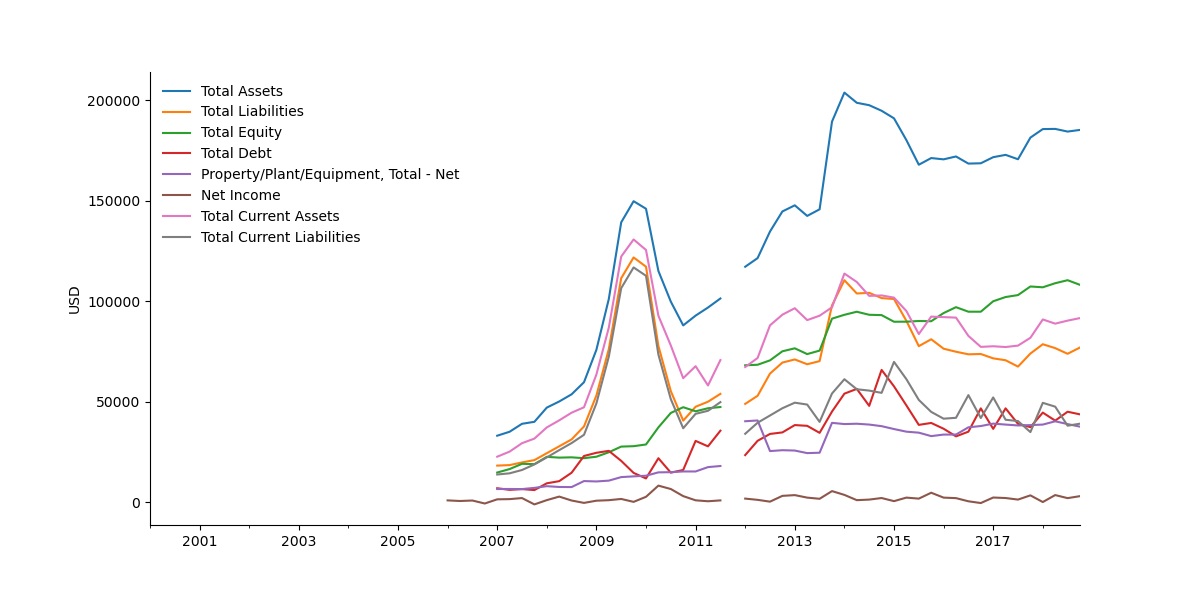 Total Assets
Total Liabilities
Total Equity
Total Debt
Property/Plant/Equipment, Total - Net
Net Income
Total Current Assets
Total Current Liabilities
USD
200000
150000
100000
50000
0
2001 2003 2005 2007 2009 2011 2013 2015 2017